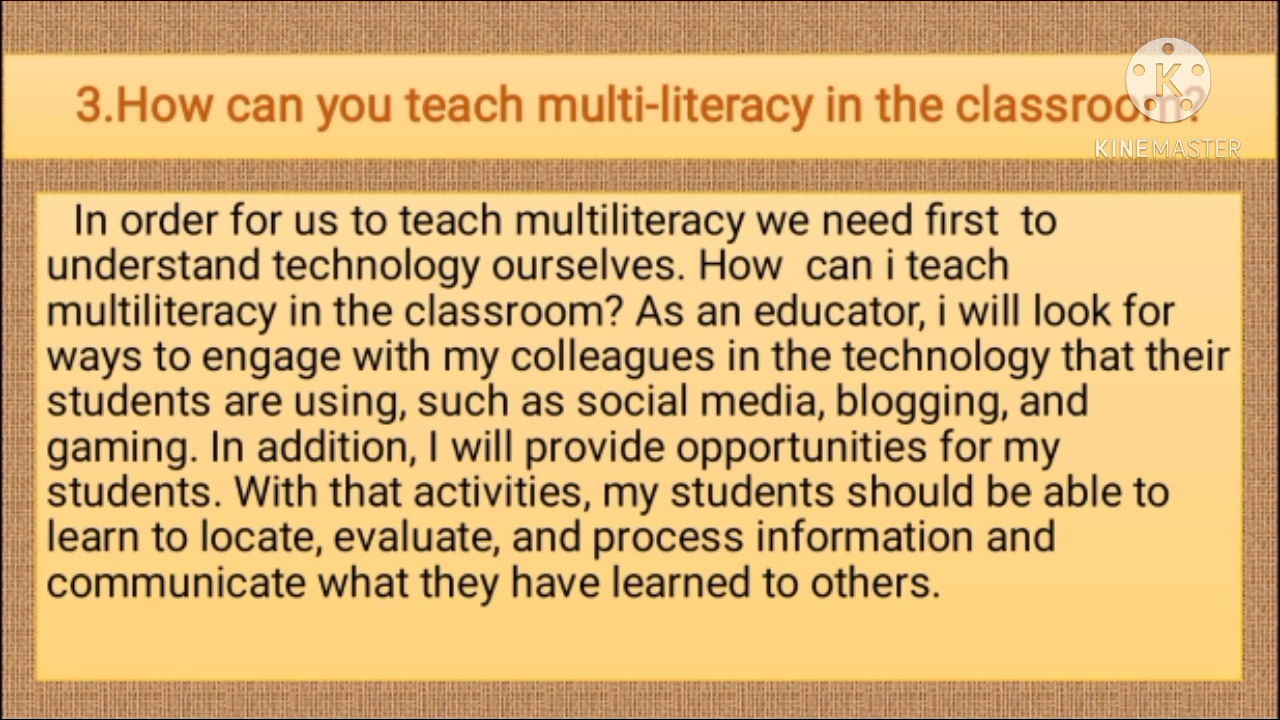 3.How can you teach multi-literacy in the classroom?
K
KINEMASTER
In order for us to teach multiliteracy we need first  to
understand technology ourselves. How  can i teach
multiliteracy in the classroom? As an educator, i will look for
ways to engage with my colleagues in the technology that their
students are using, such as social media, blogging, and
gaming. In addition, I will provide opportunities for my
students. With that activities, my students should be able to
learn to locate, evaluate, and process information and
communicate what they have learned to others.